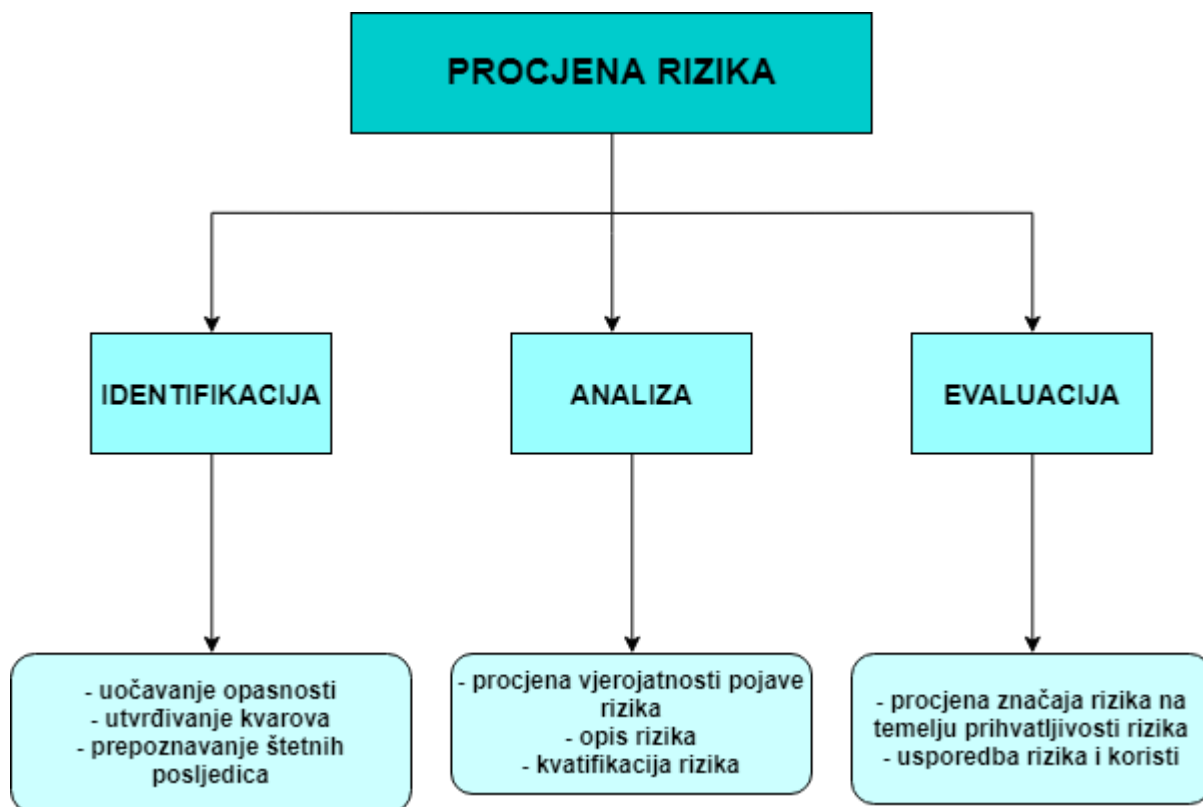 PROCJENA RIZIKA
IDENTIFIKACIJA
ANALIZA
EVALUACIJA
- uočavanje opasnosti
- utvrđivanje kvarova
- prepoznavanje štetnih
posljedica
- procjena vjerojatnosti pojave
rizika
- opis rizika
- kvatifikacija rizika
- procjena značaja rizika na
temelju prihvatljivosti rizika
- usporedba rizika i koristi